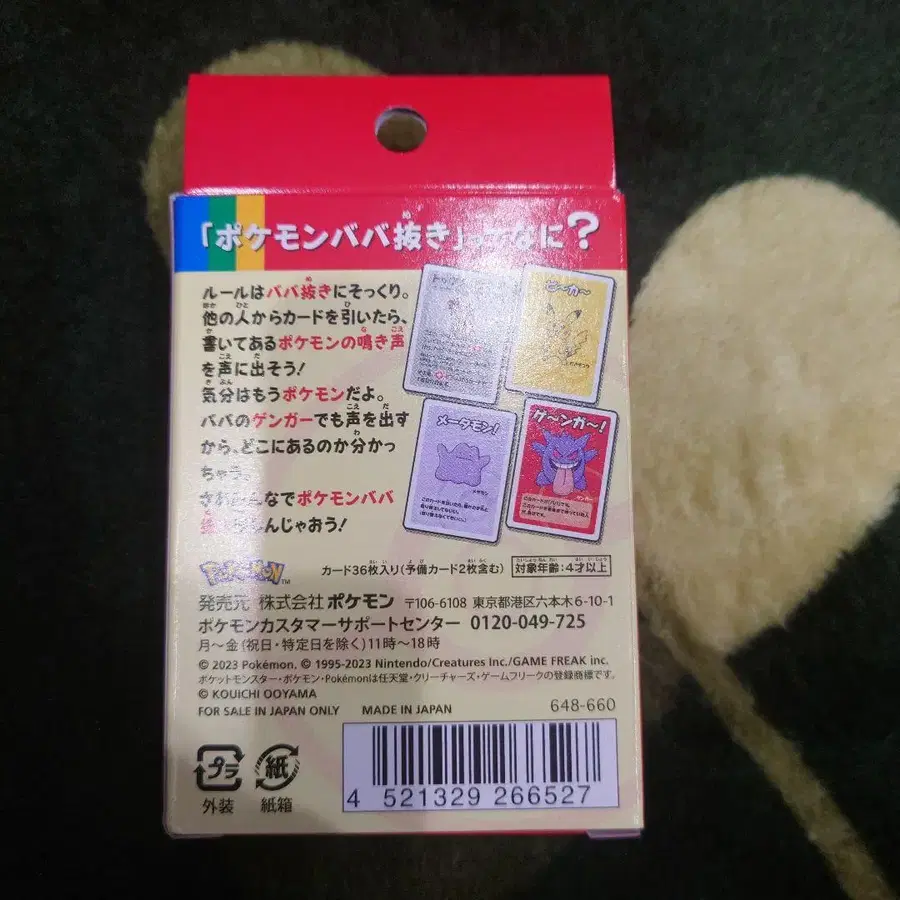 「ポケモンババ抜き」ってなに?
ルールはババ抜きにそっくり。
他の人からカードを引いたら、
書いてあるポケモンの鳴き声
を声に出そう!
気分はもうポケモンだよ。
ババのゲンガーでも声を出す
から、どこにあるのか分かっ
ちゃう。
さあみんなでポケモンババ
しんじゃおう!
ピ〜カ〜
メ〜タモン!
メタモン
ゲ〜ンガ〜!
ゲンガー
Pokémon TM
カード36枚入り(予備カード2枚含む)
対象年齢:4才以上
発売元 株式会社ポケモン 〒106-6108 東京都港区六本木6-10-1
ポケモンカスタマーサポートセンター 0120-049-725
月〜金(祝日・特定日を除く)11時〜18時
© 2023 Pokémon. © 1995-2023 Nintendo/Creatures Inc./GAME FREAK inc.
ポケットモンスター・ポケモン・Pokémonは任天堂・クリーチャーズ・ゲームフリークの登録商標です。
© KOUICHI OOYAMA
FOR SALE IN JAPAN ONLY MADE IN JAPAN 648-660
プラ
外装
紙
紙箱
4 521329 266527